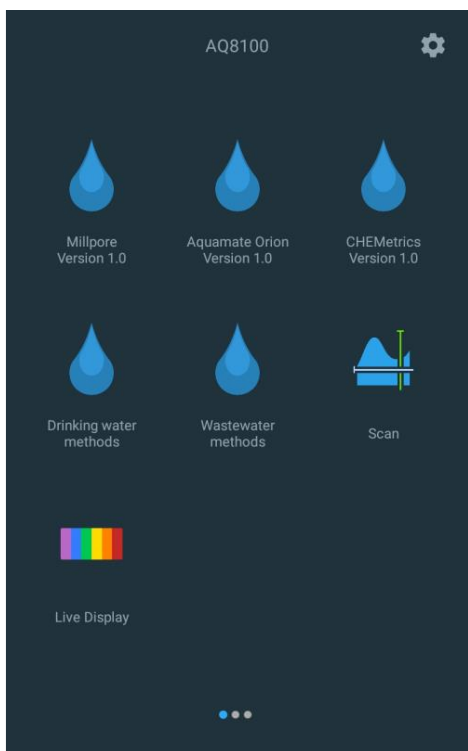 AQ8100
Millpore
Version 1.0
Aquamate Orion
Version 1.0
CHEMetrics
Version 1.0
Drinking water
methods
Wastewater
methods
Scan
Live Display